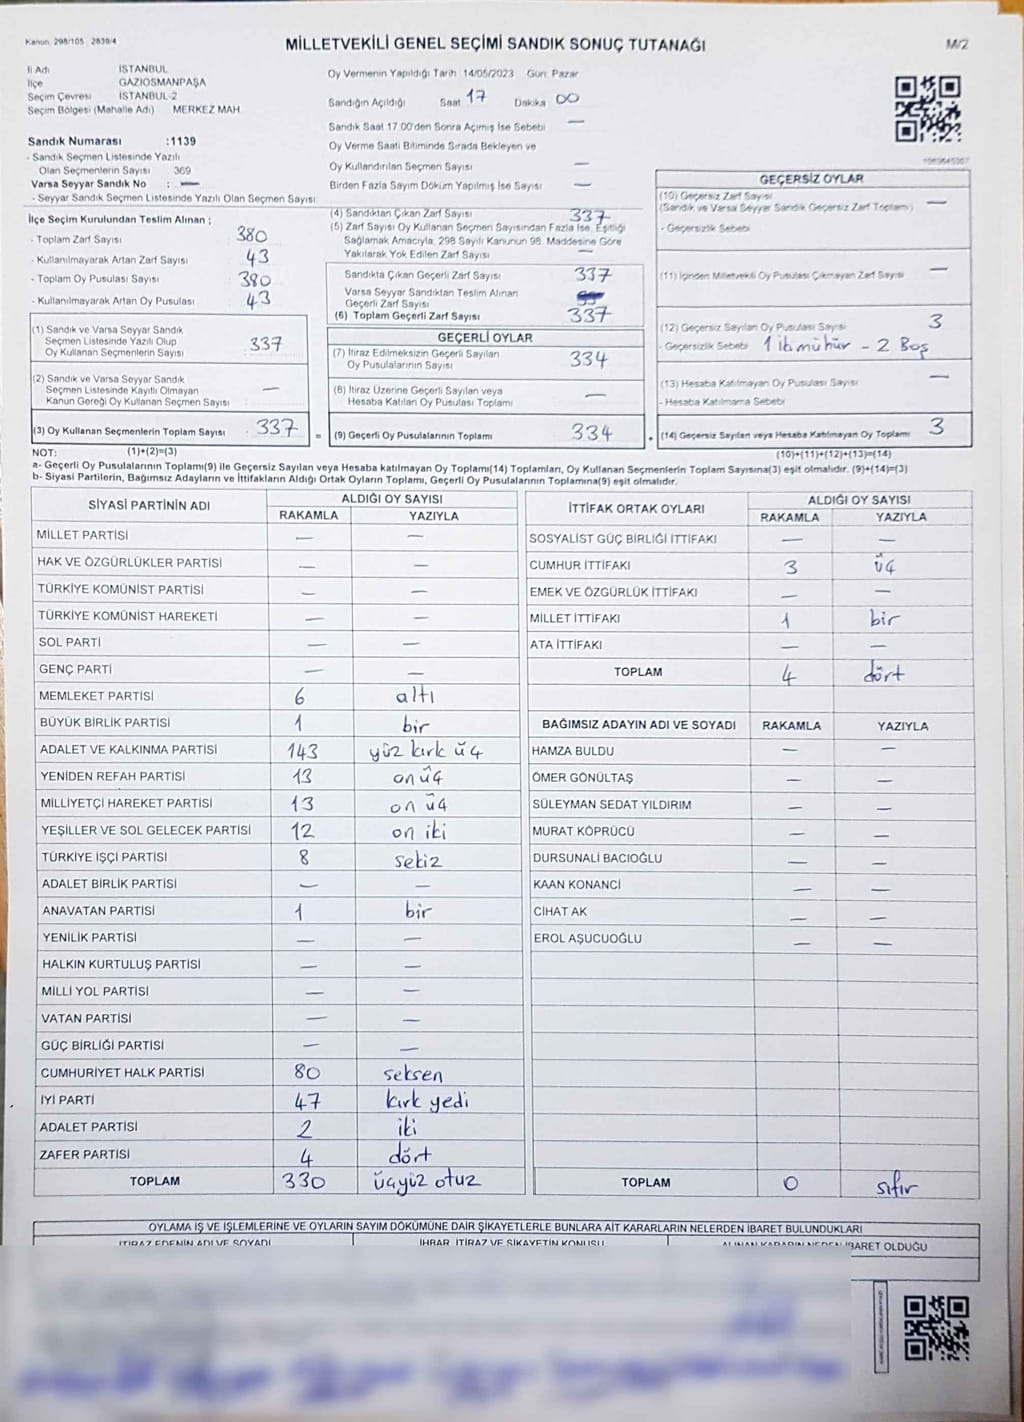 Kanun: 298/105 , 2839/4
MİLLETVEKİLİ GENEL SEÇİMİ SANDIK SONUÇ TUTANAĞI
M/2
İl Adı İSTANBUL
İlçe GAZİOSMANPAŞA
Seçim Çevresi İSTANBUL-2
Seçim Bölgesi (Mahalle Adı) MERKEZ MAH.
Sandık Numarası :1139
- Sandık Seçmen Listesinde Yazılı
Olan Seçmenlerin Sayısı 369
Varsa Seyyar Sandık No : —
- Seyyar Sandık Seçmen Listesinde Yazılı Olan Seçmen Sayısı
Oy Vermenin Yapıldığı Tarih 14/05/2023 Gün Pazar
Sandığın Açıldığı Saat 17 Dakika 00
Sandık Saat 17.00'den Sonra Açımış İse Sebebi —
Oy Verme Saati Bitiminde Sırada Bekleyen ve
Oy Kullandırılan Seçmen Sayısı —
Birden Fazla Sayım Döküm Yapılmış İse Sayısı —
İlçe Seçim Kurulundan Teslim Alınan ;
- Toplam Zarf Sayısı 380
- Kullanılmayarak Artan Zarf Sayısı 43
- Toplam Oy Pusulası Sayısı 380
- Kullanılmayarak Artan Oy Pusulası 43
(1) Sandık ve Varsa Seyyar Sandık
Seçmen Listesinde Yazılı Olup
Oy Kullanan Seçmenlerin Sayısı 337
(2) Sandık ve Varsa Seyyar Sandık
Seçmen Listesinde Kayıtlı Olmayan
Kanun Gereği Oy Kullanan Seçmen Sayısı —
(3) Oy Kullanan Seçmenlerin Toplam Sayısı 337
(1)+(2)=(3)
(4) Sandıktan Çıkan Zarf Sayısı 337
(5) Zarf Sayısı Oy Kullanan Seçmen Sayısından Fazla İse, Eşitliği
Sağlamak Amacıyla, 298 Sayılı Kanunun 98. Maddesine Göre
Yakılarak Yok Edilen Zarf Sayısı —
Sandıkta Çıkan Geçerli Zarf Sayısı 337
Varsa Seyyar Sandıktan Teslim Alınan
Geçerli Zarf Sayısı
(6) Toplam Geçerli Zarf Sayısı 337
GEÇERLİ OYLAR
(7) İtiraz Edilmeksizin Geçerli Sayılan
Oy Pusulalarının Sayısı 334
(8) İtiraz Üzerine Geçerli Sayılan veya
Hesaba Katılan Oy Pusulası Toplamı —
= (9) Geçerli Oy Pusulalarının Toplamı 334
GEÇERSİZ OYLAR
(10) Geçersiz Zarf Sayısı
(Sandık ve Varsa Seyyar Sandık Geçersiz Zarf Toplamı) —
- Geçersizlik Sebebi
(11) İçinden Milletvekili Oy Pusulası Çıkmayan Zarf Sayısı —
(12) Geçersiz Sayılan Oy Pusulası Sayısı 3
- Geçersizlik Sebebi 1 iki mühür - 2 Boş
(13) Hesaba Katılmayan Oy Pusulası Sayısı —
- Hesaba Katılmama Sebebi
+ (14) Geçersiz Sayılan veya Hesaba Katılmayan Oy Toplamı 3
(10)+(11)+(12)+(13)=(14)
NOT:
a- Geçerli Oy Pusulalarının Toplamı(9) ile Geçersiz Sayılan veya Hesaba katılmayan Oy Toplamı(14) Toplamları, Oy Kullanan Seçmenlerin Toplam Sayısına(3) eşit olmalıdır. (9)+(14)=(3)
b- Siyasi Partilerin, Bağımsız Adayların ve İttifakların Aldığı Ortak Oyların Toplamı, Geçerli Oy Pusulalarının Toplamına(9) eşit olmalıdır.
SİYASİ PARTİNİN ADI ALDIĞI OY SAYISI
RAKAMLA YAZIYLA
MİLLET PARTİSİ — —
HAK VE ÖZGÜRLÜKLER PARTİSİ — —
TÜRKİYE KOMÜNİST PARTİSİ — —
TÜRKİYE KOMÜNİST HAREKETİ — —
SOL PARTİ — —
GENÇ PARTİ — —
MEMLEKET PARTİSİ 6 altı
BÜYÜK BİRLİK PARTİSİ 1 bir
ADALET VE KALKINMA PARTİSİ 143 yüz kırk üç
YENİDEN REFAH PARTİSİ 13 on üç
MİLLİYETÇİ HAREKET PARTİSİ 13 on üç
YEŞİLLER VE SOL GELECEK PARTİSİ 12 on iki
TÜRKİYE İŞÇİ PARTİSİ 8 sekiz
ADALET BİRLİK PARTİSİ — —
ANAVATAN PARTİSİ 1 bir
YENİLİK PARTİSİ — —
HALKIN KURTULUŞ PARTİSİ — —
MİLLİ YOL PARTİSİ — —
VATAN PARTİSİ — —
GÜÇ BİRLİĞİ PARTİSİ — —
CUMHURİYET HALK PARTİSİ 80 seksen
İYİ PARTİ 47 kırk yedi
ADALET PARTİSİ 2 iki
ZAFER PARTİSİ 4 dört
TOPLAM 330 üçyüz otuz
İTTİFAK ORTAK OYLARI ALDIĞI OY SAYISI
RAKAMLA YAZIYLA
SOSYALİST GÜÇ BİRLİĞİ İTTİFAKI — —
CUMHUR İTTİFAKI 3 üç
EMEK VE ÖZGÜRLÜK İTTİFAKI — —
MİLLET İTTİFAKI 1 bir
ATA İTTİFAKI — —
TOPLAM 4 dört
BAĞIMSIZ ADAYIN ADI VE SOYADI RAKAMLA YAZIYLA
HAMZA BULDU — —
ÖMER GÖNÜLTAŞ — —
SÜLEYMAN SEDAT YILDIRIM — —
MURAT KÖPRÜCÜ — —
DURSUNALİ BACIOĞLU — —
KAAN KONANCİ — —
CİHAT AK — —
EROL AŞUCUOĞLU — —
TOPLAM 0 sıfır
OYLAMA İŞ VE İŞLEMLERİNE VE OYLARIN SAYIM DÖKÜMÜNE DAİR ŞİKAYETLERLE BUNLARA AİT KARARLARIN NELERDEN İBARET BULUNDUKLARI
İTİRAZ EDENİN ADI VE SOYADI İHBAR, İTİRAZ VE ŞİKAYETİN KONUSU ALINAN KARARIN NEDEN İBARET OLDUĞU